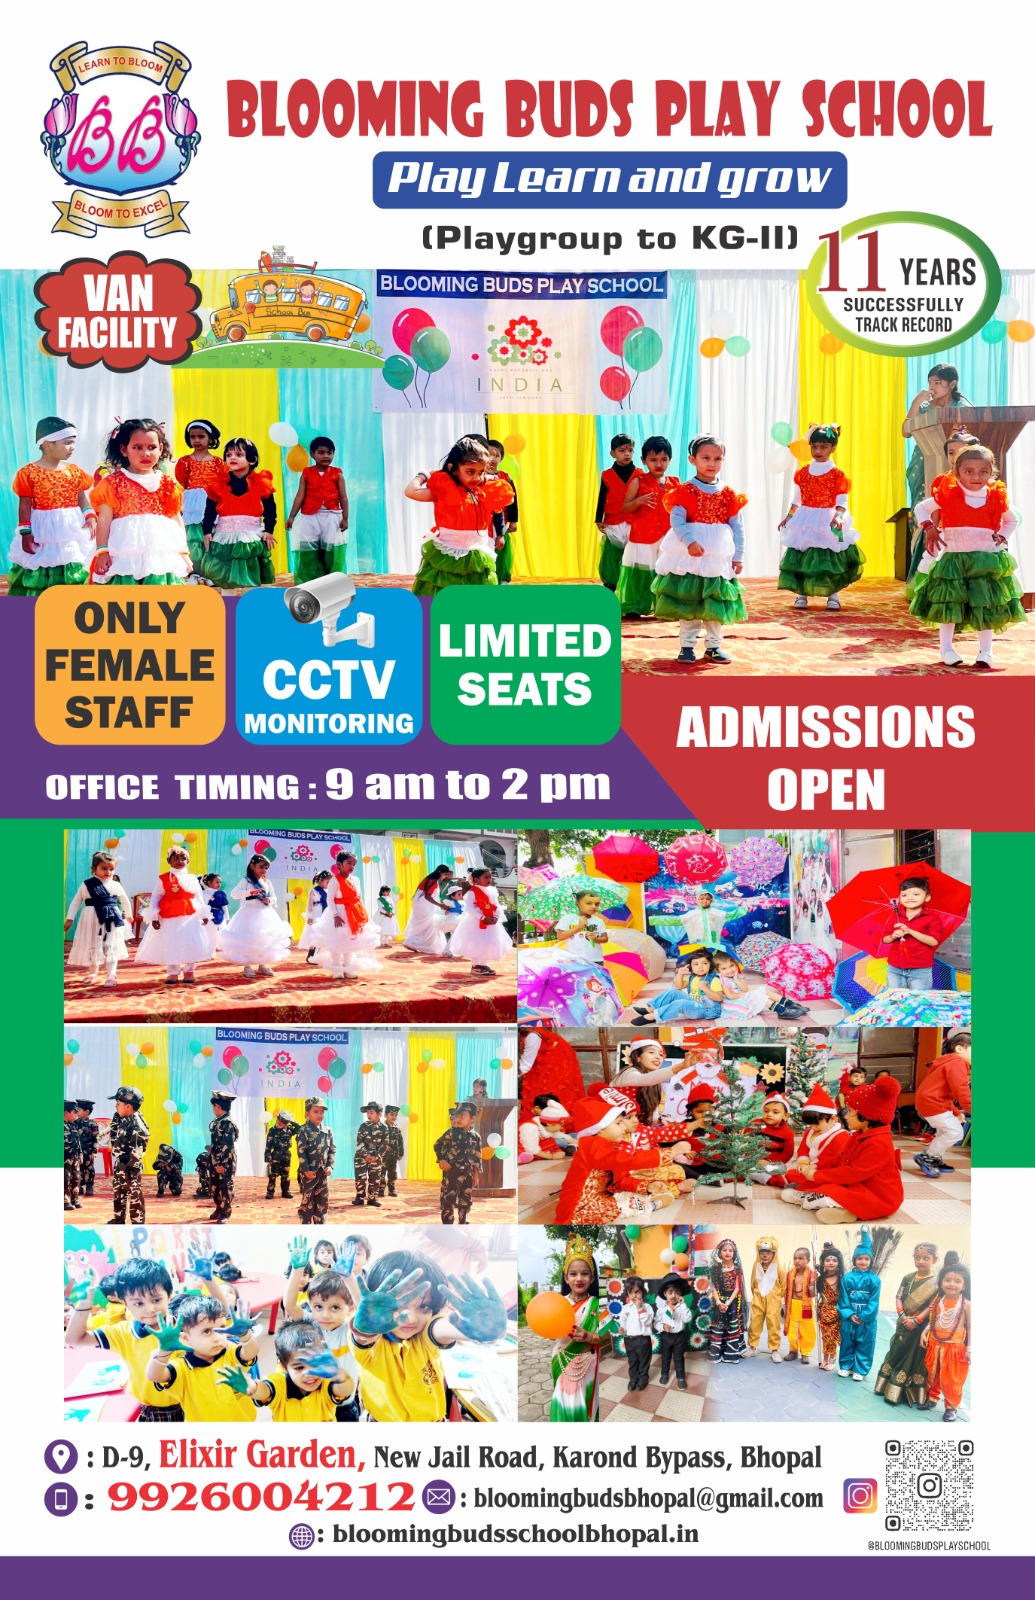 LEARN TO BLOOM
BB
BLOOM TO EXCEL
BLOOMING BUDS PLAY SCHOOL
Play Learn and grow
(Playgroup to KG-II)
VAN
FACILITY
School Bus
BLOOMING BUDS PLAY SCHOOL
INDIA
11 YEARS
SUCCESSFULLY
TRACK RECORD
ONLY
FEMALE
STAFF
CCTV
MONITORING
LIMITED
SEATS
OFFICE TIMING : 9 am to 2 pm
ADMISSIONS
OPEN
BLOOMING BUDS PLAY SCHOOL
INDIA
BLOOMING BUDS PLAY SCHOOL
INDIA
: D-9, Elixir Garden, New Jail Road, Karond Bypass, Bhopal
: 9926004212 : bloomingbudsbhopal@gmail.com
: bloomingbudsschoolbhopal.in
@BLOOMINGBUDSPLAYSCHOOL